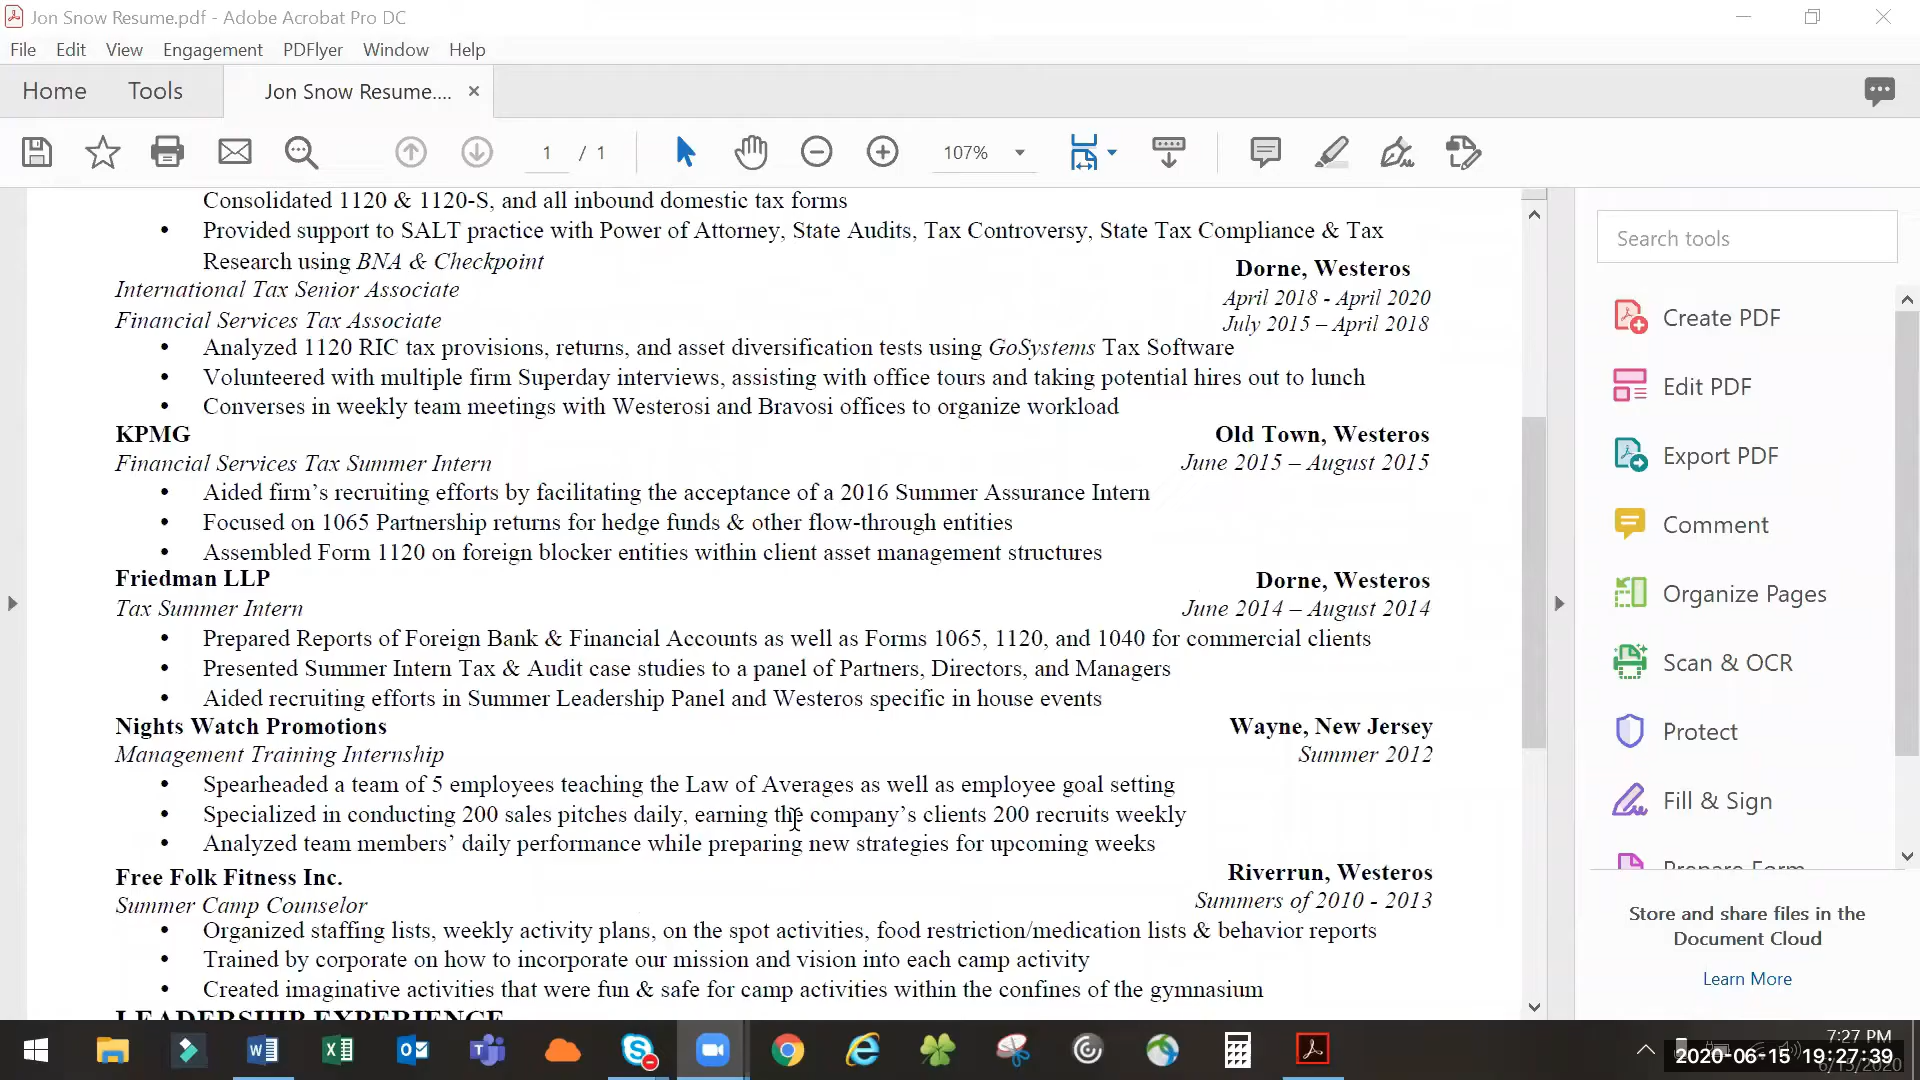 Jon Snow Resume.pdf - Adobe Acrobat Pro DC
File Edit View Engagement PDFlyer Window Help
Home Tools Jon Snow Resume....
1 / 1 107%
Consolidated 1120 & 1120-S, and all inbound domestic tax forms
• Provided support to SALT practice with Power of Attorney, State Audits, Tax Controversy, State Tax Compliance & Tax
Research using BNA & Checkpoint
Dorne, Westeros
International Tax Senior Associate April 2018 - April 2020
Financial Services Tax Associate July 2015 – April 2018
• Analyzed 1120 RIC tax provisions, returns, and asset diversification tests using GoSystems Tax Software
• Volunteered with multiple firm Superday interviews, assisting with office tours and taking potential hires out to lunch
• Converses in weekly team meetings with Westerosi and Bravosi offices to organize workload
KPMG Old Town, Westeros
Financial Services Tax Summer Intern June 2015 – August 2015
• Aided firm’s recruiting efforts by facilitating the acceptance of a 2016 Summer Assurance Intern
• Focused on 1065 Partnership returns for hedge funds & other flow-through entities
• Assembled Form 1120 on foreign blocker entities within client asset management structures
Friedman LLP Dorne, Westeros
Tax Summer Intern June 2014 – August 2014
• Prepared Reports of Foreign Bank & Financial Accounts as well as Forms 1065, 1120, and 1040 for commercial clients
• Presented Summer Intern Tax & Audit case studies to a panel of Partners, Directors, and Managers
• Aided recruiting efforts in Summer Leadership Panel and Westeros specific in house events
Nights Watch Promotions Wayne, New Jersey
Management Training Internship Summer 2012
• Spearheaded a team of 5 employees teaching the Law of Averages as well as employee goal setting
• Specialized in conducting 200 sales pitches daily, earning the company’s clients 200 recruits weekly
• Analyzed team members’ daily performance while preparing new strategies for upcoming weeks
Free Folk Fitness Inc. Riverrun, Westeros
Summer Camp Counselor Summers of 2010 - 2013
• Organized staffing lists, weekly activity plans, on the spot activities, food restriction/medication lists & behavior reports
• Trained by corporate on how to incorporate our mission and vision into each camp activity
• Created imaginative activities that were fun & safe for camp activities within the confines of the gymnasium
LEADERSHIP EXPERIENCE
Search tools
Create PDF
Edit PDF
Export PDF
Comment
Organize Pages
Scan & OCR
Protect
Fill & Sign
Prepare Form
Store and share files in the
Document Cloud
Learn More
7:27 PM
2020-06-15 19:27:39
6/15/2020